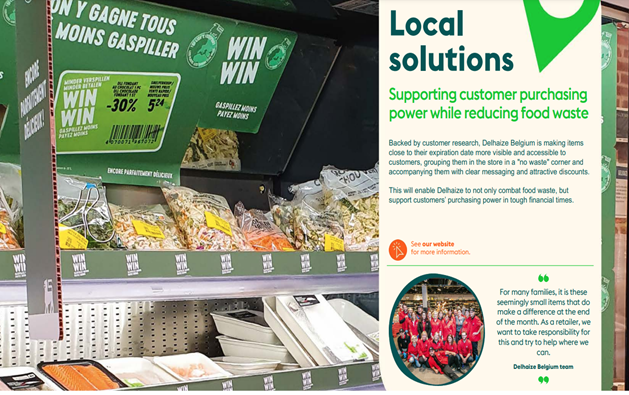 ON Y GAGNE TOUS
À MOINS GASPILLER
WIN
WIN
GASPILLEZ MOINS
PAYEZ MOINS
ENCORE
PARFAITEMENT
DÉLICIEUX!
MINDER VERSPILLEN
MINDER BETALEN
WIN
WIN
GASPILLEZ MOINS
PAYEZ MOINS
-30%
5,24
ENCORE PARFAITEMENT DÉLICIEUX
WIN
WIN
WIN
WIN
WIN
WIN
WIN
WIN
WIN
WIN
WIN
WIN
WIN
WIN
Local
solutions
Supporting customer purchasing
power while reducing food waste
Backed by customer research, Delhaize Belgium is making items
close to their expiration date more visible and accessible to
customers, grouping them in the store in a "no waste" corner and
accompanying them with clear messaging and attractive discounts.
This will enable Delhaize to not only combat food waste, but
support customers' purchasing power in tough financial times.
See our website
for more information.
For many families, it is these
seemingly small items that do
make a difference at the end
of the month. As a retailer, we
want to take responsibility for
this and try to help where we
can.
Delhaize Belgium team